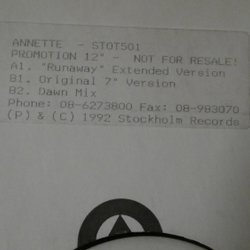 ANNETTE - STOT501
PROMOTION 12" - NOT FOR RESALE!
A1. "Runaway" Extended Version
B1. Original 7" Version
B2. Dawn Mix
Phone: 08-6273800 Fax: 08-983070
(P) & (C) 1992 Stockholm Records